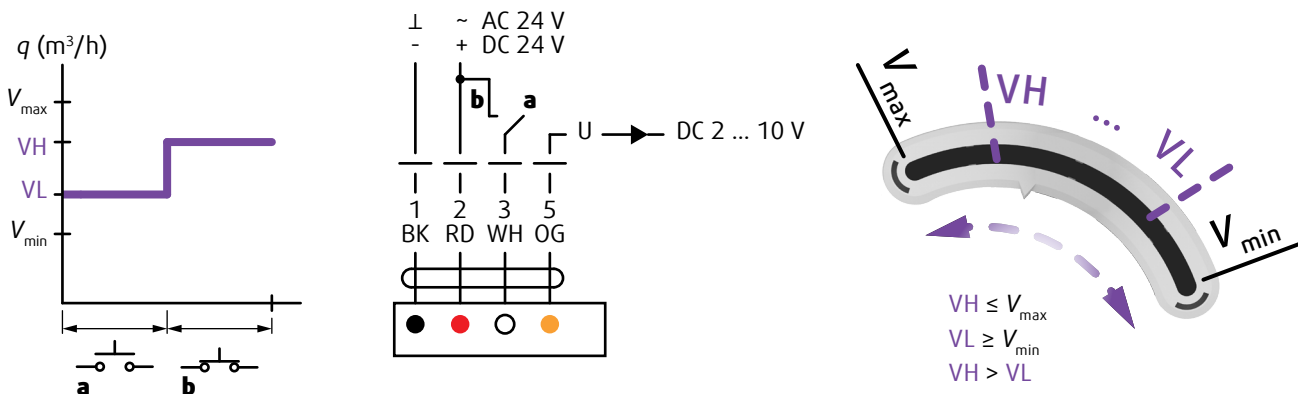 q (m³/h)
Vmax
VH
VL
Vmin
a
b
⊥ ~ AC 24 V
- + DC 24 V
b a
U DC 2 ... 10 V
1 2 3 5
BK RD WH OG
Vmax
VH ... VL
Vmin
VH ≤ Vmax
VL ≥ Vmin
VH > VL